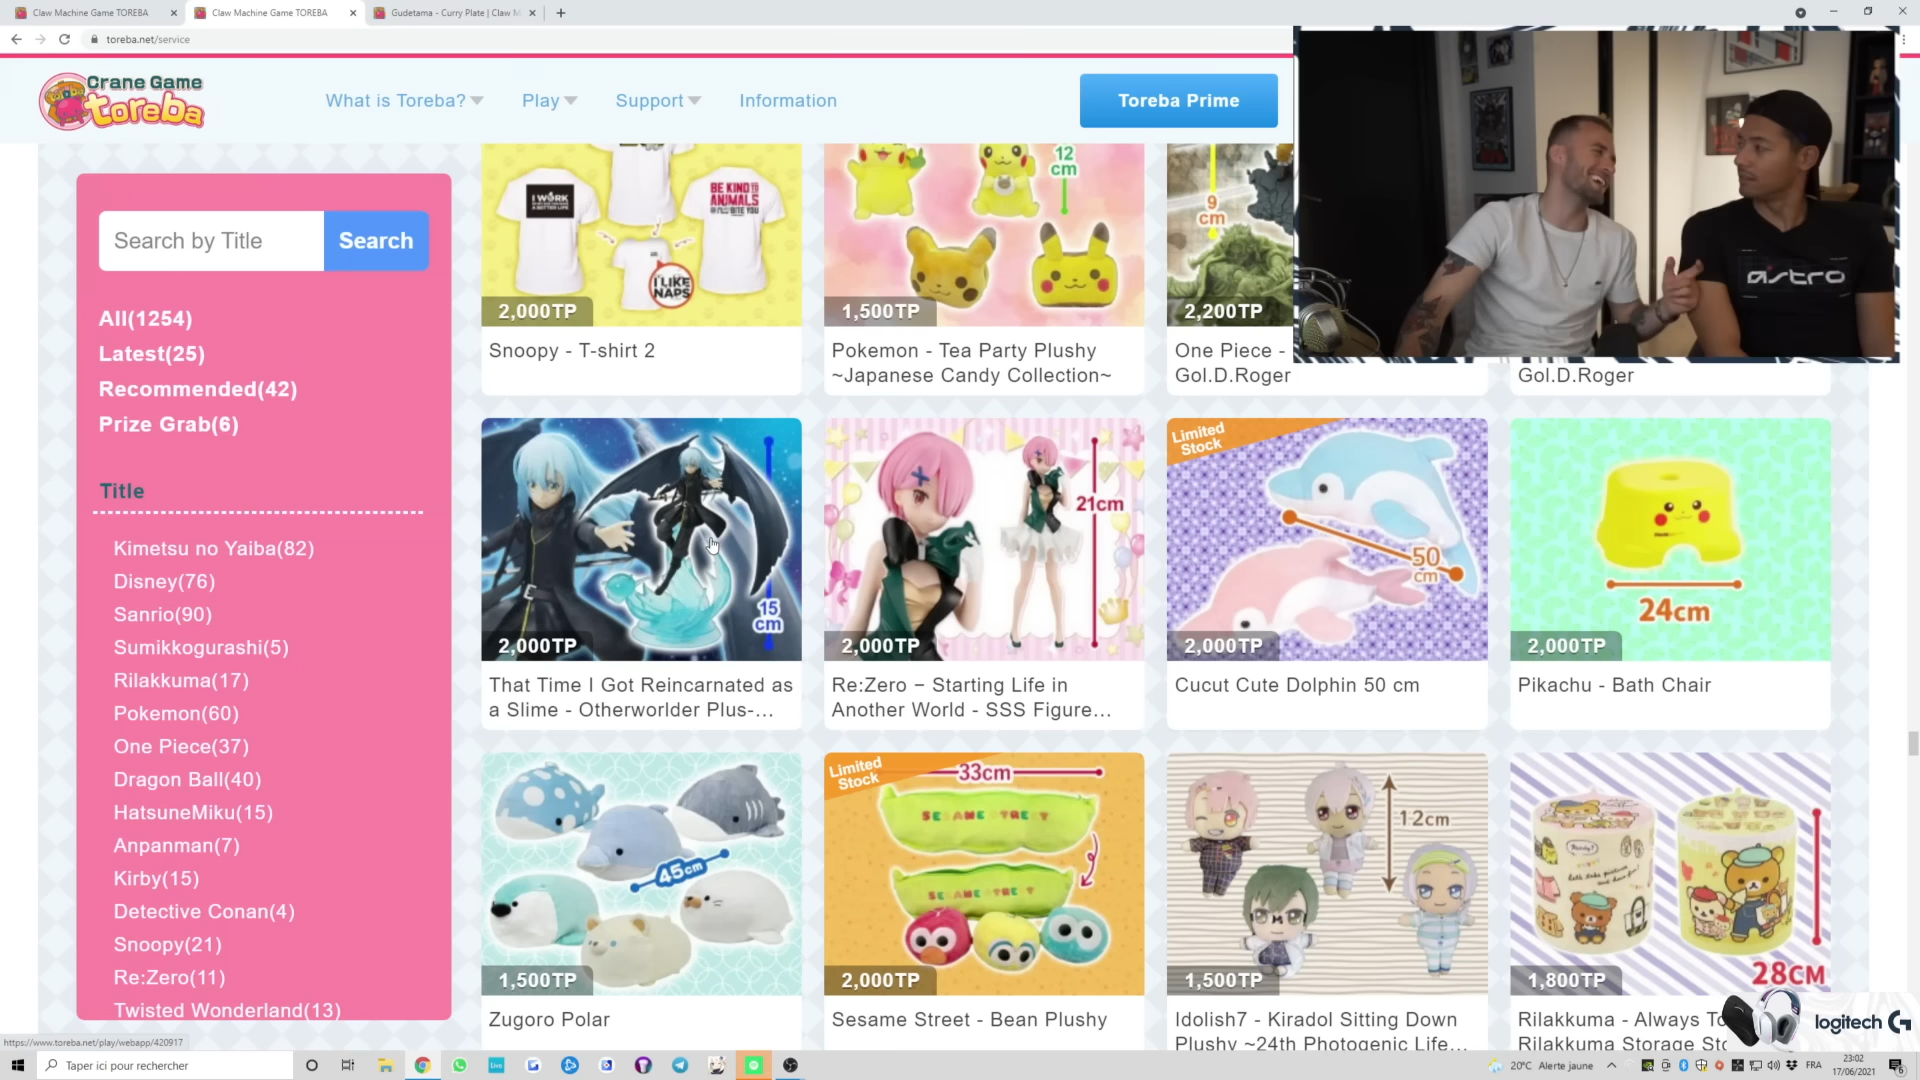 Claw Machine Game TOREBA
Claw Machine Game TOREBA
Gudetama - Curry Plate | Claw M
toreba.net/service
Crane Game
toreba
What is Toreba?
Play
Support
Information
Toreba Prime
Search by Title
Search
All(1254)
Latest(25)
Recommended(42)
Prize Grab(6)
Title
Kimetsu no Yaiba(82)
Disney(76)
Sanrio(90)
Sumikkogurashi(5)
Rilakkuma(17)
Pokemon(60)
One Piece(37)
Dragon Ball(40)
HatsuneMiku(15)
Anpanman(7)
Kirby(15)
Detective Conan(4)
Snoopy(21)
Re:Zero(11)
Twisted Wonderland(13)
I WORK
BE KIND TO
ANIMALS
I LIKE
NAPS
2,000TP
Snoopy - T-shirt 2
12
cm
1,500TP
Pokemon - Tea Party Plushy
~Japanese Candy Collection~
9
cm
2,200TP
One Piece -
Gol.D.Roger
Gol.D.Roger
astro
15
cm
2,000TP
That Time I Got Reincarnated as
a Slime - Otherworlder Plus-...
21cm
2,000TP
Re:Zero – Starting Life in
Another World - SSS Figure...
Limited
Stock
50
cm
2,000TP
Cucut Cute Dolphin 50 cm
24cm
2,000TP
Pikachu - Bath Chair
45cm
1,500TP
Zugoro Polar
Limited
Stock
33cm
2,000TP
Sesame Street - Bean Plushy
12cm
1,500TP
Idolish7 - Kiradol Sitting Down
Plushy ~24th Photogenic Life...
28CM
1,800TP
Rilakkuma - Always To
Rilakkuma Storage Sto
logitech G
https://www.toreba.net/play/webapp/420917
Taper ici pour rechercher
20°C Alerte jaune
FRA
23:02
17/06/2021